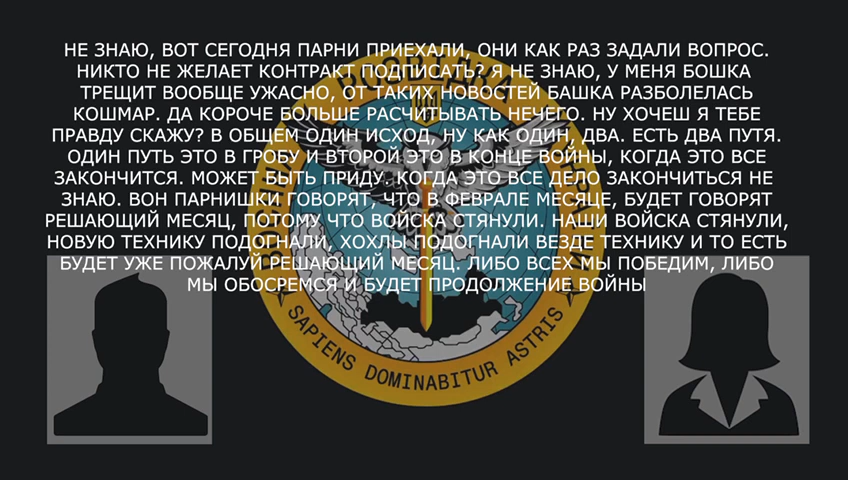 НЕ ЗНАЮ, ВОТ СЕГОДНЯ ПАРНИ ПРИЕХАЛИ, ОНИ КАК РАЗ ЗАДАЛИ ВОПРОС.
НИКТО НЕ ЖЕЛАЕТ КОНТРАКТ ПОДПИСАТЬ? Я НЕ ЗНАЮ, У МЕНЯ БОШКА
ТРЕЩИТ ВООБЩЕ УЖАСНО, ОТ ТАКИХ НОВОСТЕЙ БАШКА РАЗБОЛЕЛАСЬ
КОШМАР. ДА КОРОЧЕ БОЛЬШЕ РАСЧИТЫВАТЬ НЕЧЕГО. НУ ХОЧЕШ Я ТЕБЕ
ПРАВДУ СКАЖУ? В ОБЩЕМ ОДИН ИСХОД, НУ КАК ОДИН, ДВА. ЕСТЬ ДВА ПУТЯ.
ОДИН ПУТЬ ЭТО В ГРОБУ И ВТОРОЙ ЭТО В КОНЦЕ ВОЙНЫ, КОГДА ЭТО ВСЕ
ЗАКОНЧИТСЯ. МОЖЕТ БЫТЬ ПРИДУ, КОГДА ЭТО ВСЕ ДЕЛО ЗАКОНЧИТЬСЯ НЕ
ЗНАЮ. ВОН ПАРНИШКИ ГОВОРЯТ, ЧТО В ФЕВРАЛЕ МЕСЯЦЕ, БУДЕТ ГОВОРЯТ
РЕШАЮЩИЙ МЕСЯЦ, ПОТОМУ ЧТО ВОЙСКА СТЯНУЛИ. НАШИ ВОЙСКА СТЯНУЛИ,
НОВУЮ ТЕХНИКУ ПОДОГНАЛИ, ХОХЛЫ ПОДОГНАЛИ ВЕЗДЕ ТЕХНИКУ И ТО ЕСТЬ
БУДЕТ УЖЕ ПОЖАЛУЙ РЕШАЮЩИЙ МЕСЯЦ. ЛИБО ВСЕХ МЫ ПОБЕДИМ, ЛИБО
МЫ ОБОСРЕМСЯ И БУДЕТ ПРОДОЛЖЕНИЕ ВОЙНЫ
SAPIENS DOMINABITUR ASTRIS